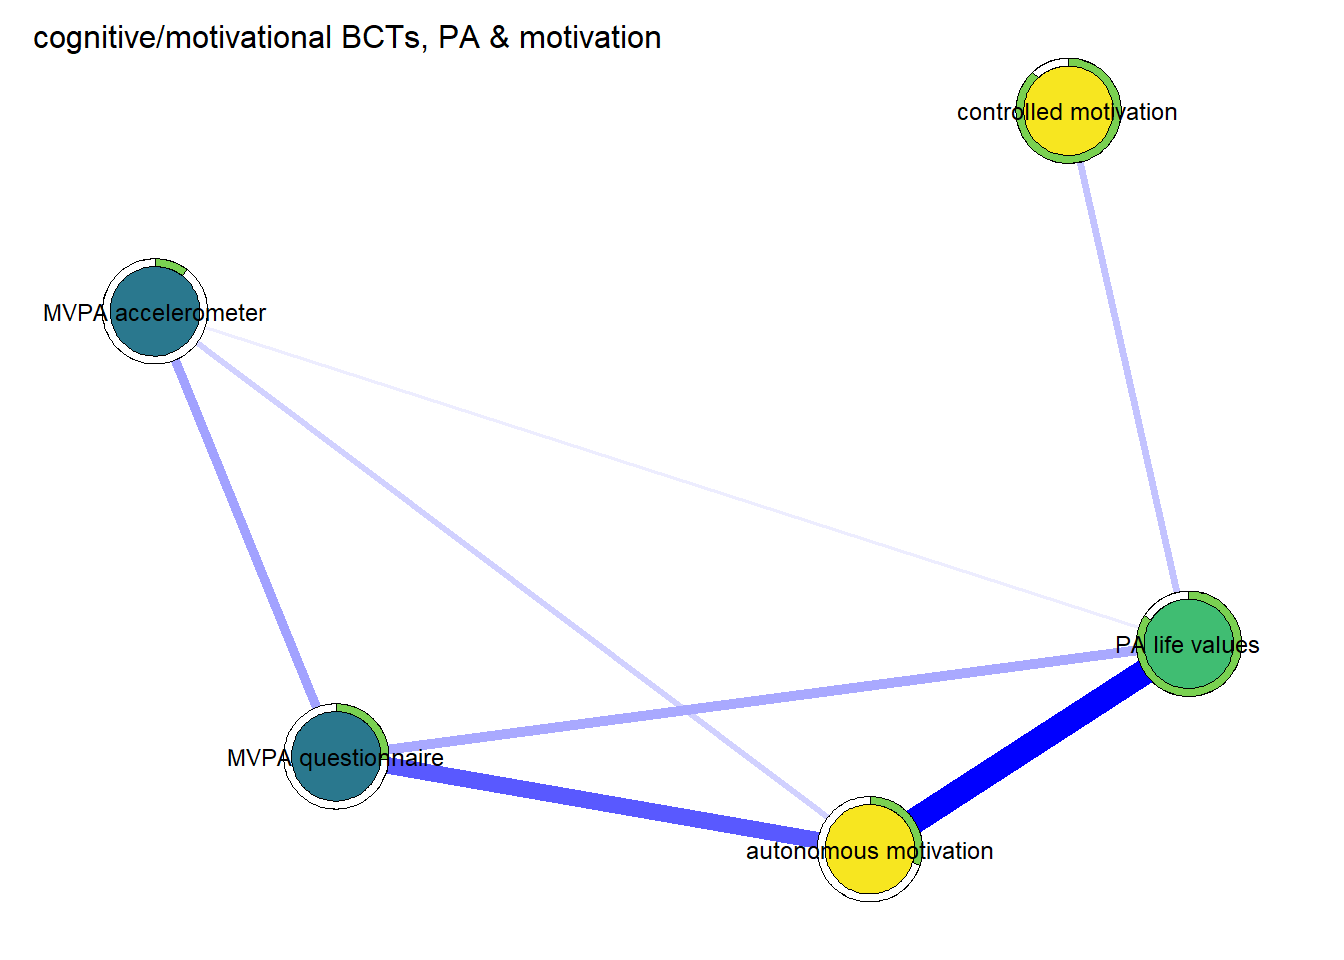 cognitive/motivational BCTs, PA & motivation
controlled motivation
MVPA accelerometer
PA life values
MVPA questionnaire
autonomous motivation